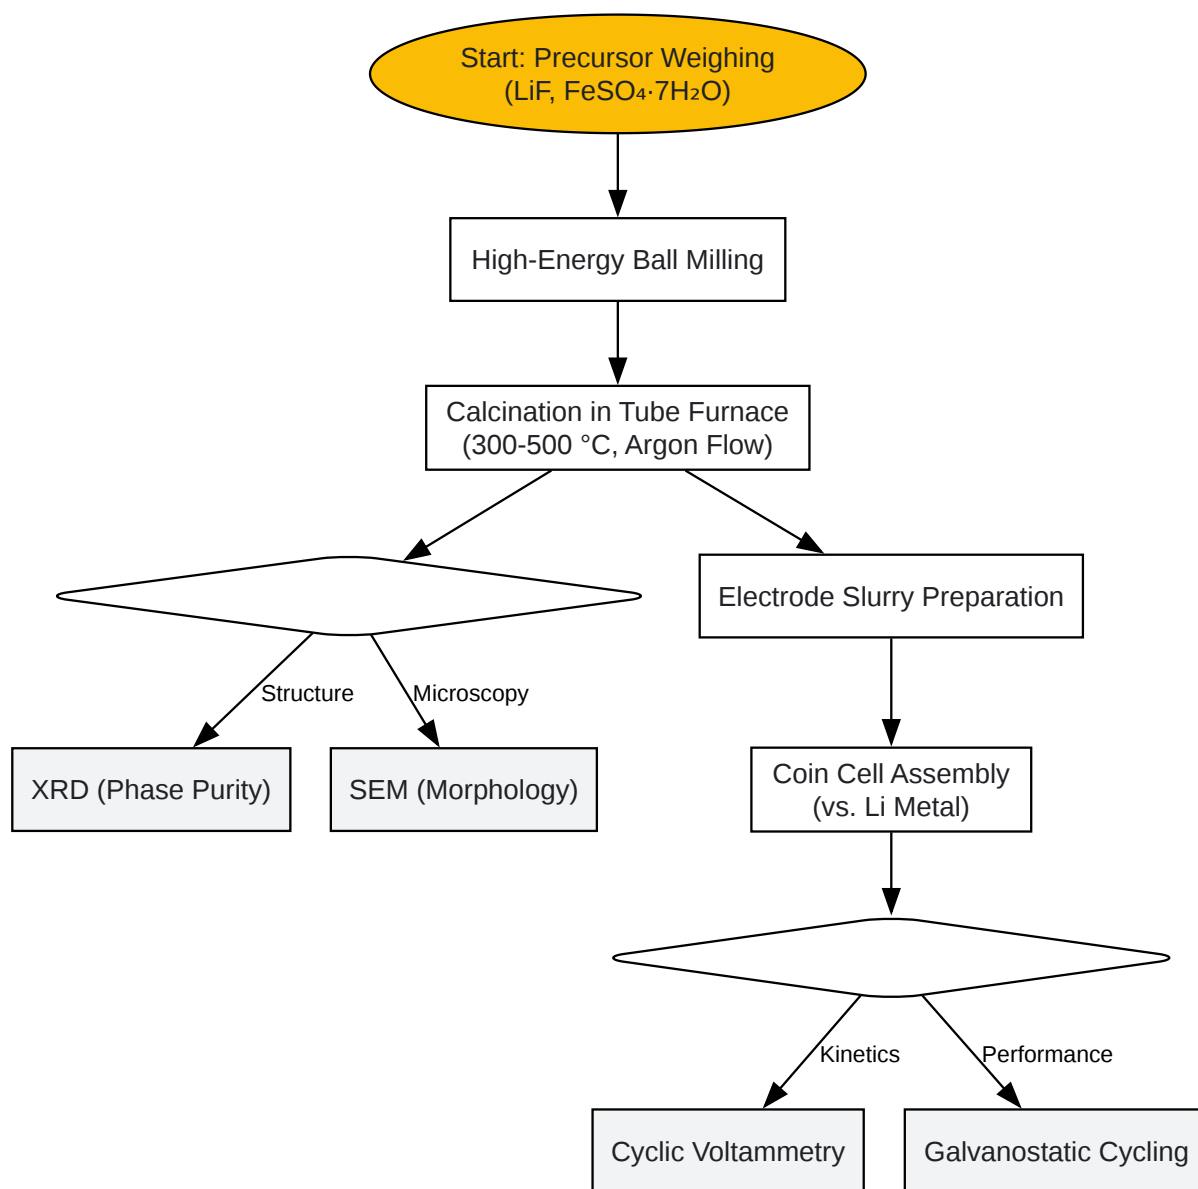 Start: Precursor Weighing
(LiF, FeSO₄·7H₂O)
High-Energy Ball Milling
Calcination in Tube Furnace
(300-500 °C, Argon Flow)
Electrode Slurry Preparation
Structure
Microscopy
XRD (Phase Purity)
SEM (Morphology)
Coin Cell Assembly
(vs. Li Metal)
Kinetics
Performance
Cyclic Voltammetry
Galvanostatic Cycling